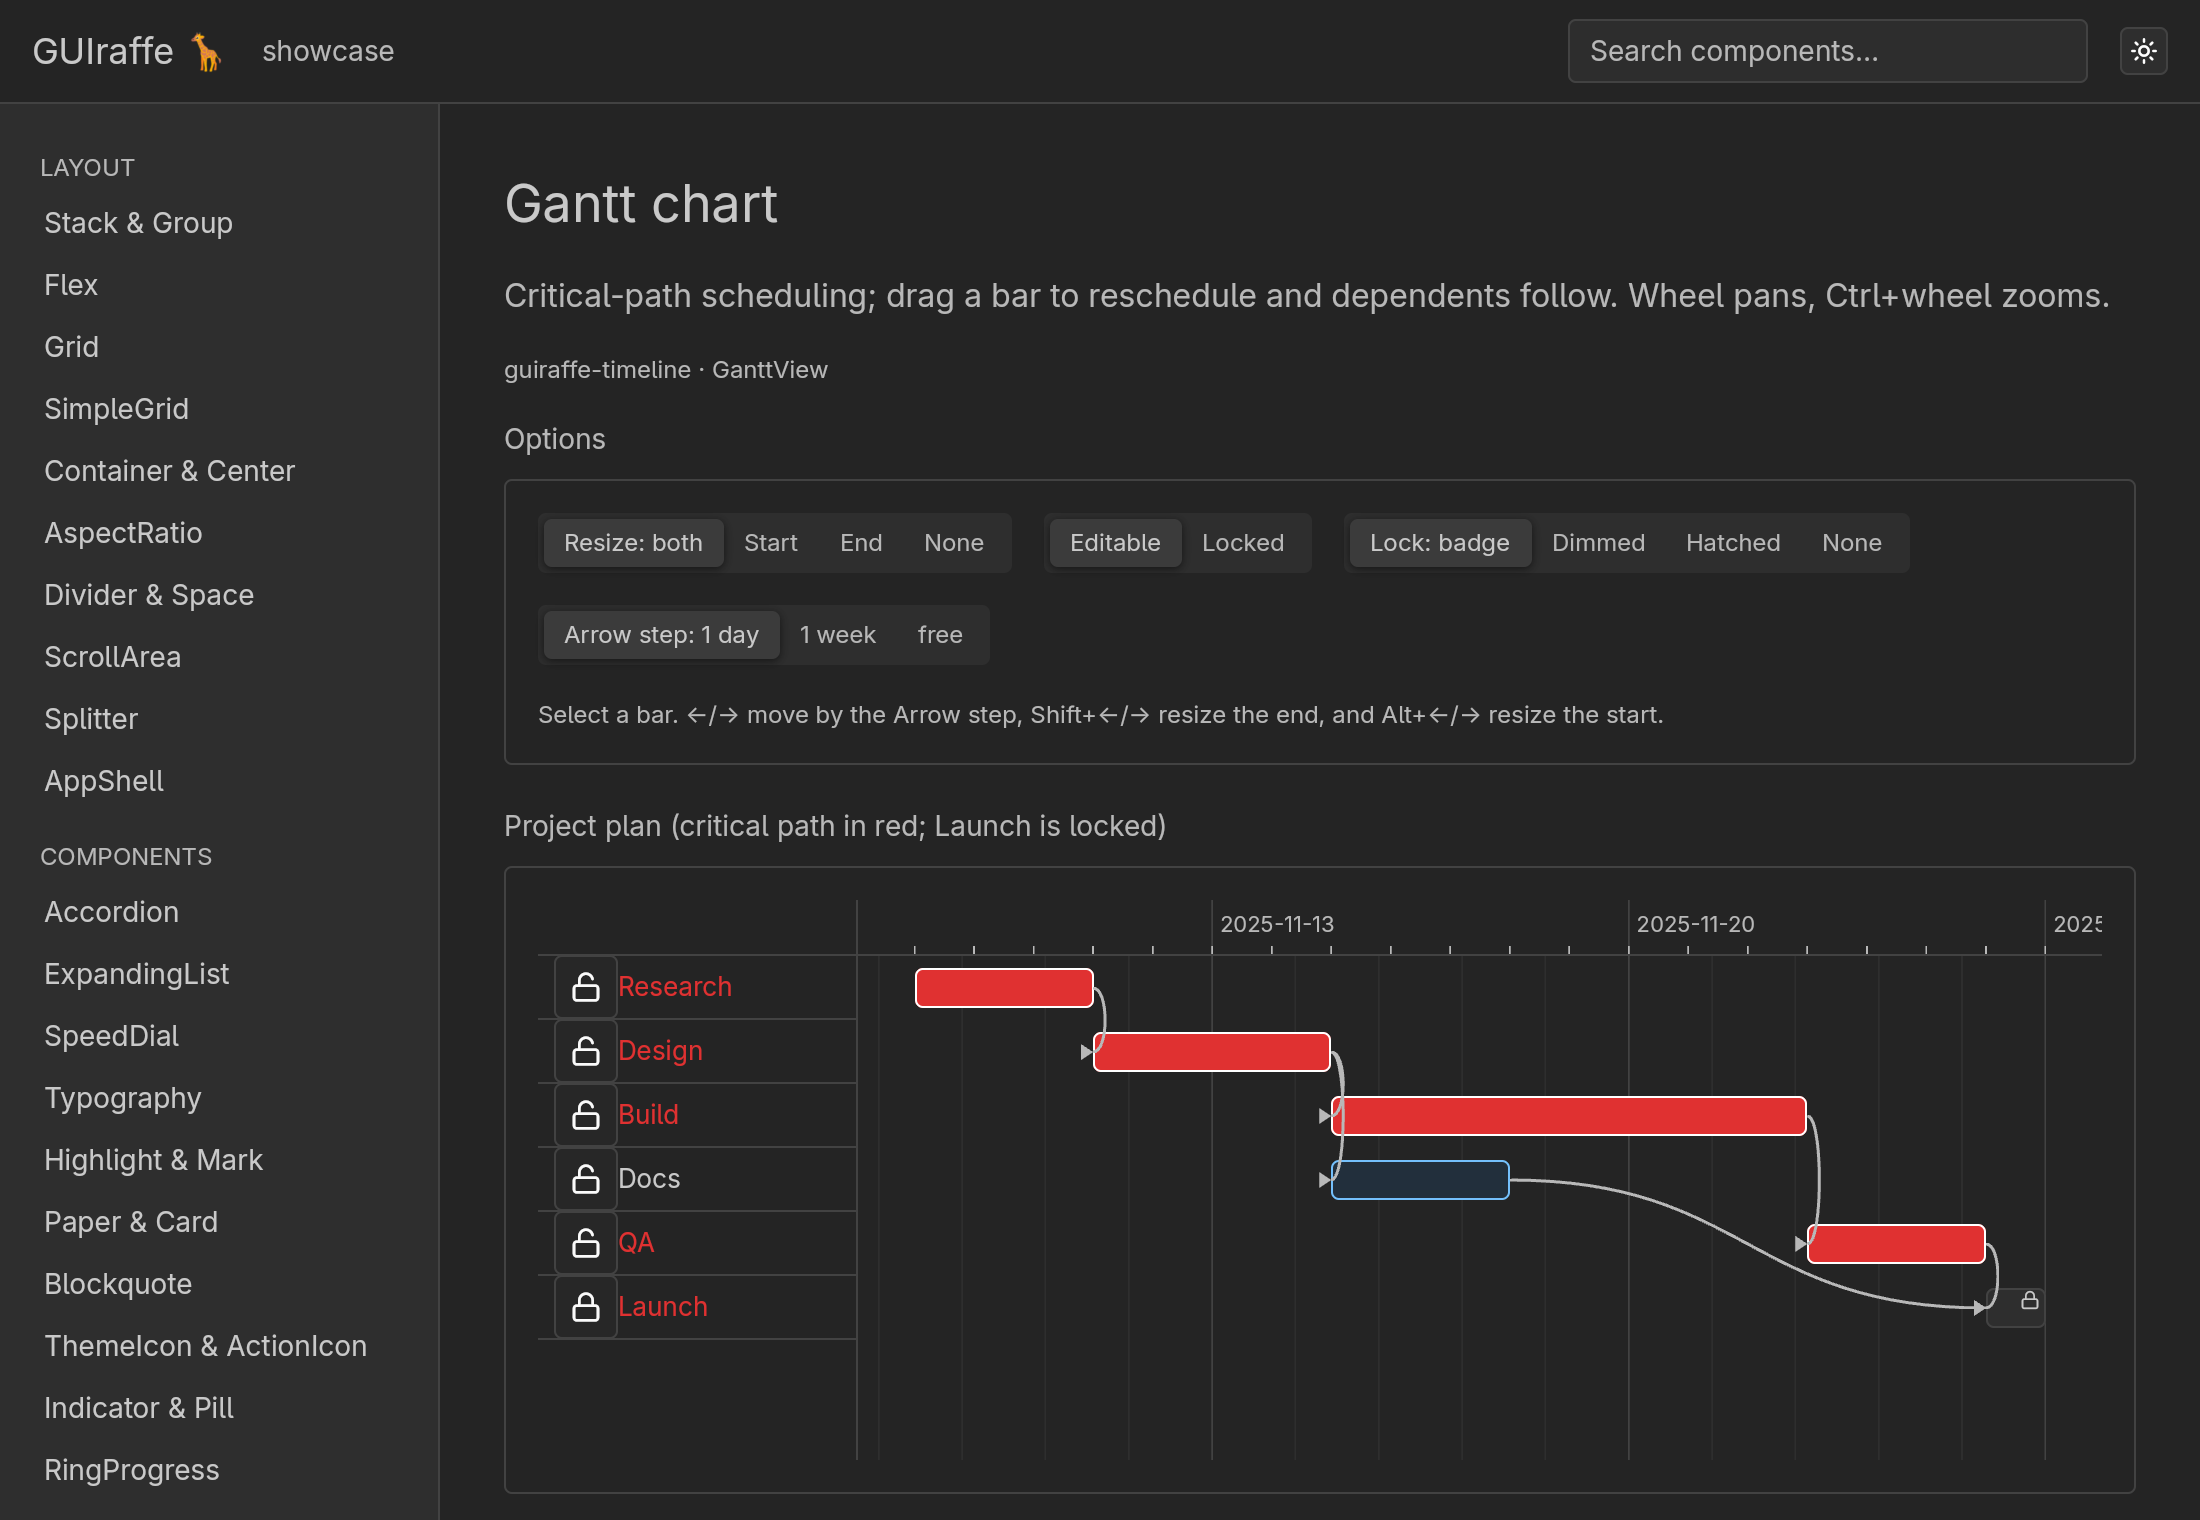 GUIraffe 🦒 showcase
Search components...
LAYOUT
Stack & Group
Flex
Grid
SimpleGrid
Container & Center
AspectRatio
Divider & Space
ScrollArea
Splitter
AppShell
COMPONENTS
Accordion
ExpandingList
SpeedDial
Typography
Highlight & Mark
Paper & Card
Blockquote
ThemeIcon & ActionIcon
Indicator & Pill
RingProgress
Gantt chart
Critical-path scheduling; drag a bar to reschedule and dependents follow. Wheel pans, Ctrl+wheel zooms.
guiraffe-timeline · GanttView
Options
Resize: both Start End None Editable Locked Lock: badge Dimmed Hatched None
Arrow step: 1 day 1 week free
Select a bar. ←/→ move by the Arrow step, Shift+←/→ resize the end, and Alt+←/→ resize the start.
Project plan (critical path in red; Launch is locked)
2025-11-13 2025-11-20 2025
Research
Design
Build
Docs
QA
Launch